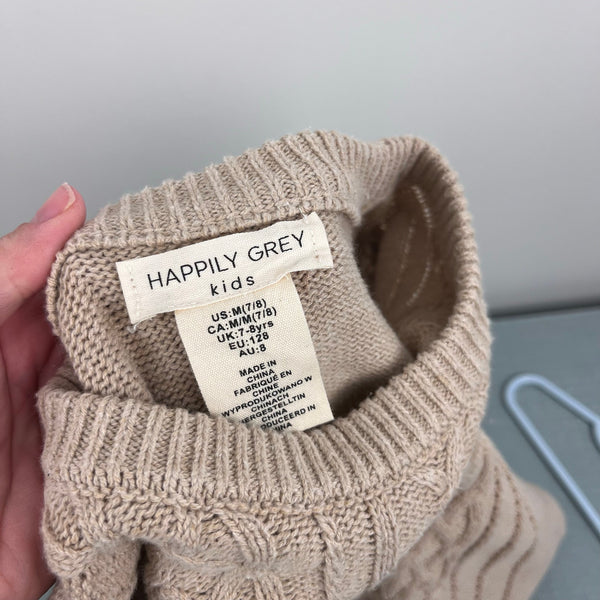 HAPPILY GREY
kids
US:M(7/8)
CA:M/M(7/8)
UK:7-8yrs
EU:128
AU:8
MADE IN
CHINA
FABRIQUÉ EN
CHINE
WYPRODUKOWANO W
CHINACH
CHINA